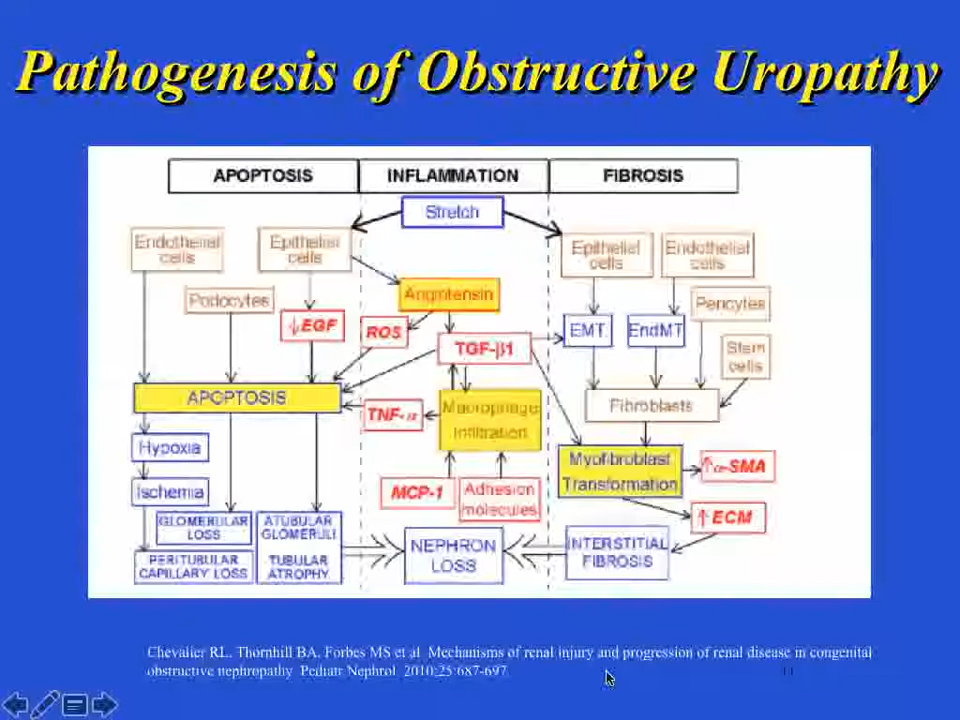 Pathogenesis of Obstructive Uropathy
APOPTOSIS
INFLAMMATION
FIBROSIS
Stretch
Endothelial
cells
Epithelial
cells
Epithelial
cells
Endothelial
cells
Podocytes
Angiotensin
Pericytes
↓EGF
ROS
TGF-β1
EMT
EndMT
Stem
cells
APOPTOSIS
TNF-α
Macrophage
Infiltration
Fibroblasts
Hypoxia
Myofibroblast
Transformation
↑α-SMA
Ischemia
MCP-1
Adhesion
molecules
↑ECM
GLOMERULAR
LOSS
ATUBULAR
GLOMERULI
TUBULAR
ATROPHY
PERITUBULAR
CAPILLARY LOSS
NEPHRON
LOSS
INTERSTITIAL
FIBROSIS
Chevalier RL, Thornhill BA, Forbes MS et al Mechanisms of renal injury and progression of renal disease in congenital
obstructive nephropathy Pediatr Nephrol 2010;25:687-697
11